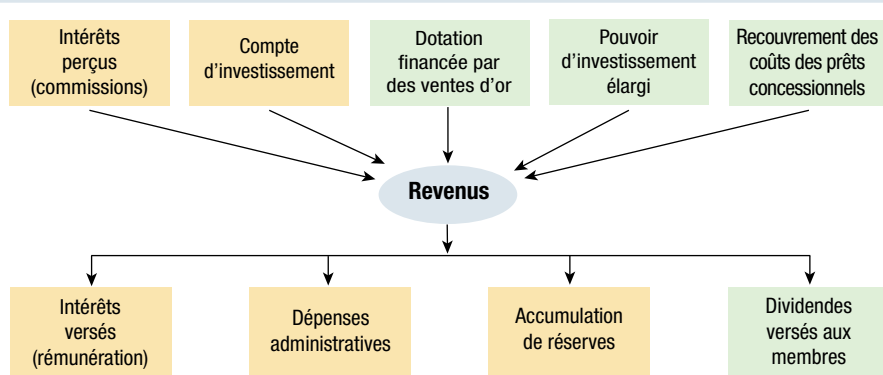 Intérêts
perçus
(commissions)
Compte
d'investissement
Dotation
financée par
des ventes d'or
Pouvoir
d'investissement
élargi
Recouvrement des
coûts des prêts
concessionnels
Revenus
Intérêts
versés
(rémunération)
Dépenses
administratives
Accumulation
de réserves
Dividendes
versés aux
membres